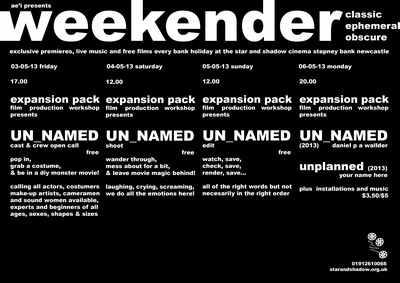 ae'l presents
weekender
classic
ephemeral
obscure
exclusive premieres, live music and free films every bank holiday at the star and shadow cinema stepney bank newcastle
03-05-13 friday
17.00
expansion pack
film production workshop
presents
UN_NAMED
cast & crew open call
free
pop in,
grab a costume,
& be in a diy monster movie!
calling all actors, costumers
make-up artists, cameramen
and sound women available,
experts and beginners of all
ages, sexes, shapes & sizes
04-05-13 saturday
12.00
expansion pack
film production workshop
presents
UN_NAMED
shoot
free
wander through,
mess about for a bit,
& leave movie magic behind!
laughing, crying, screaming,
we do all the emotions here!
05-05-13 sunday
12.00
expansion pack
film production workshop
presents
UN_NAMED
edit
free
watch, save,
check, save,
render, save...
all of the right words but not
necesarily in the right order
06-05-13 monday
20.00
UN_NAMED
(2013) daniel p a wallder
unplanned (2013)
your name here
plus installations and music
$3.50/$5
01912610066
starandshadow.org.uk